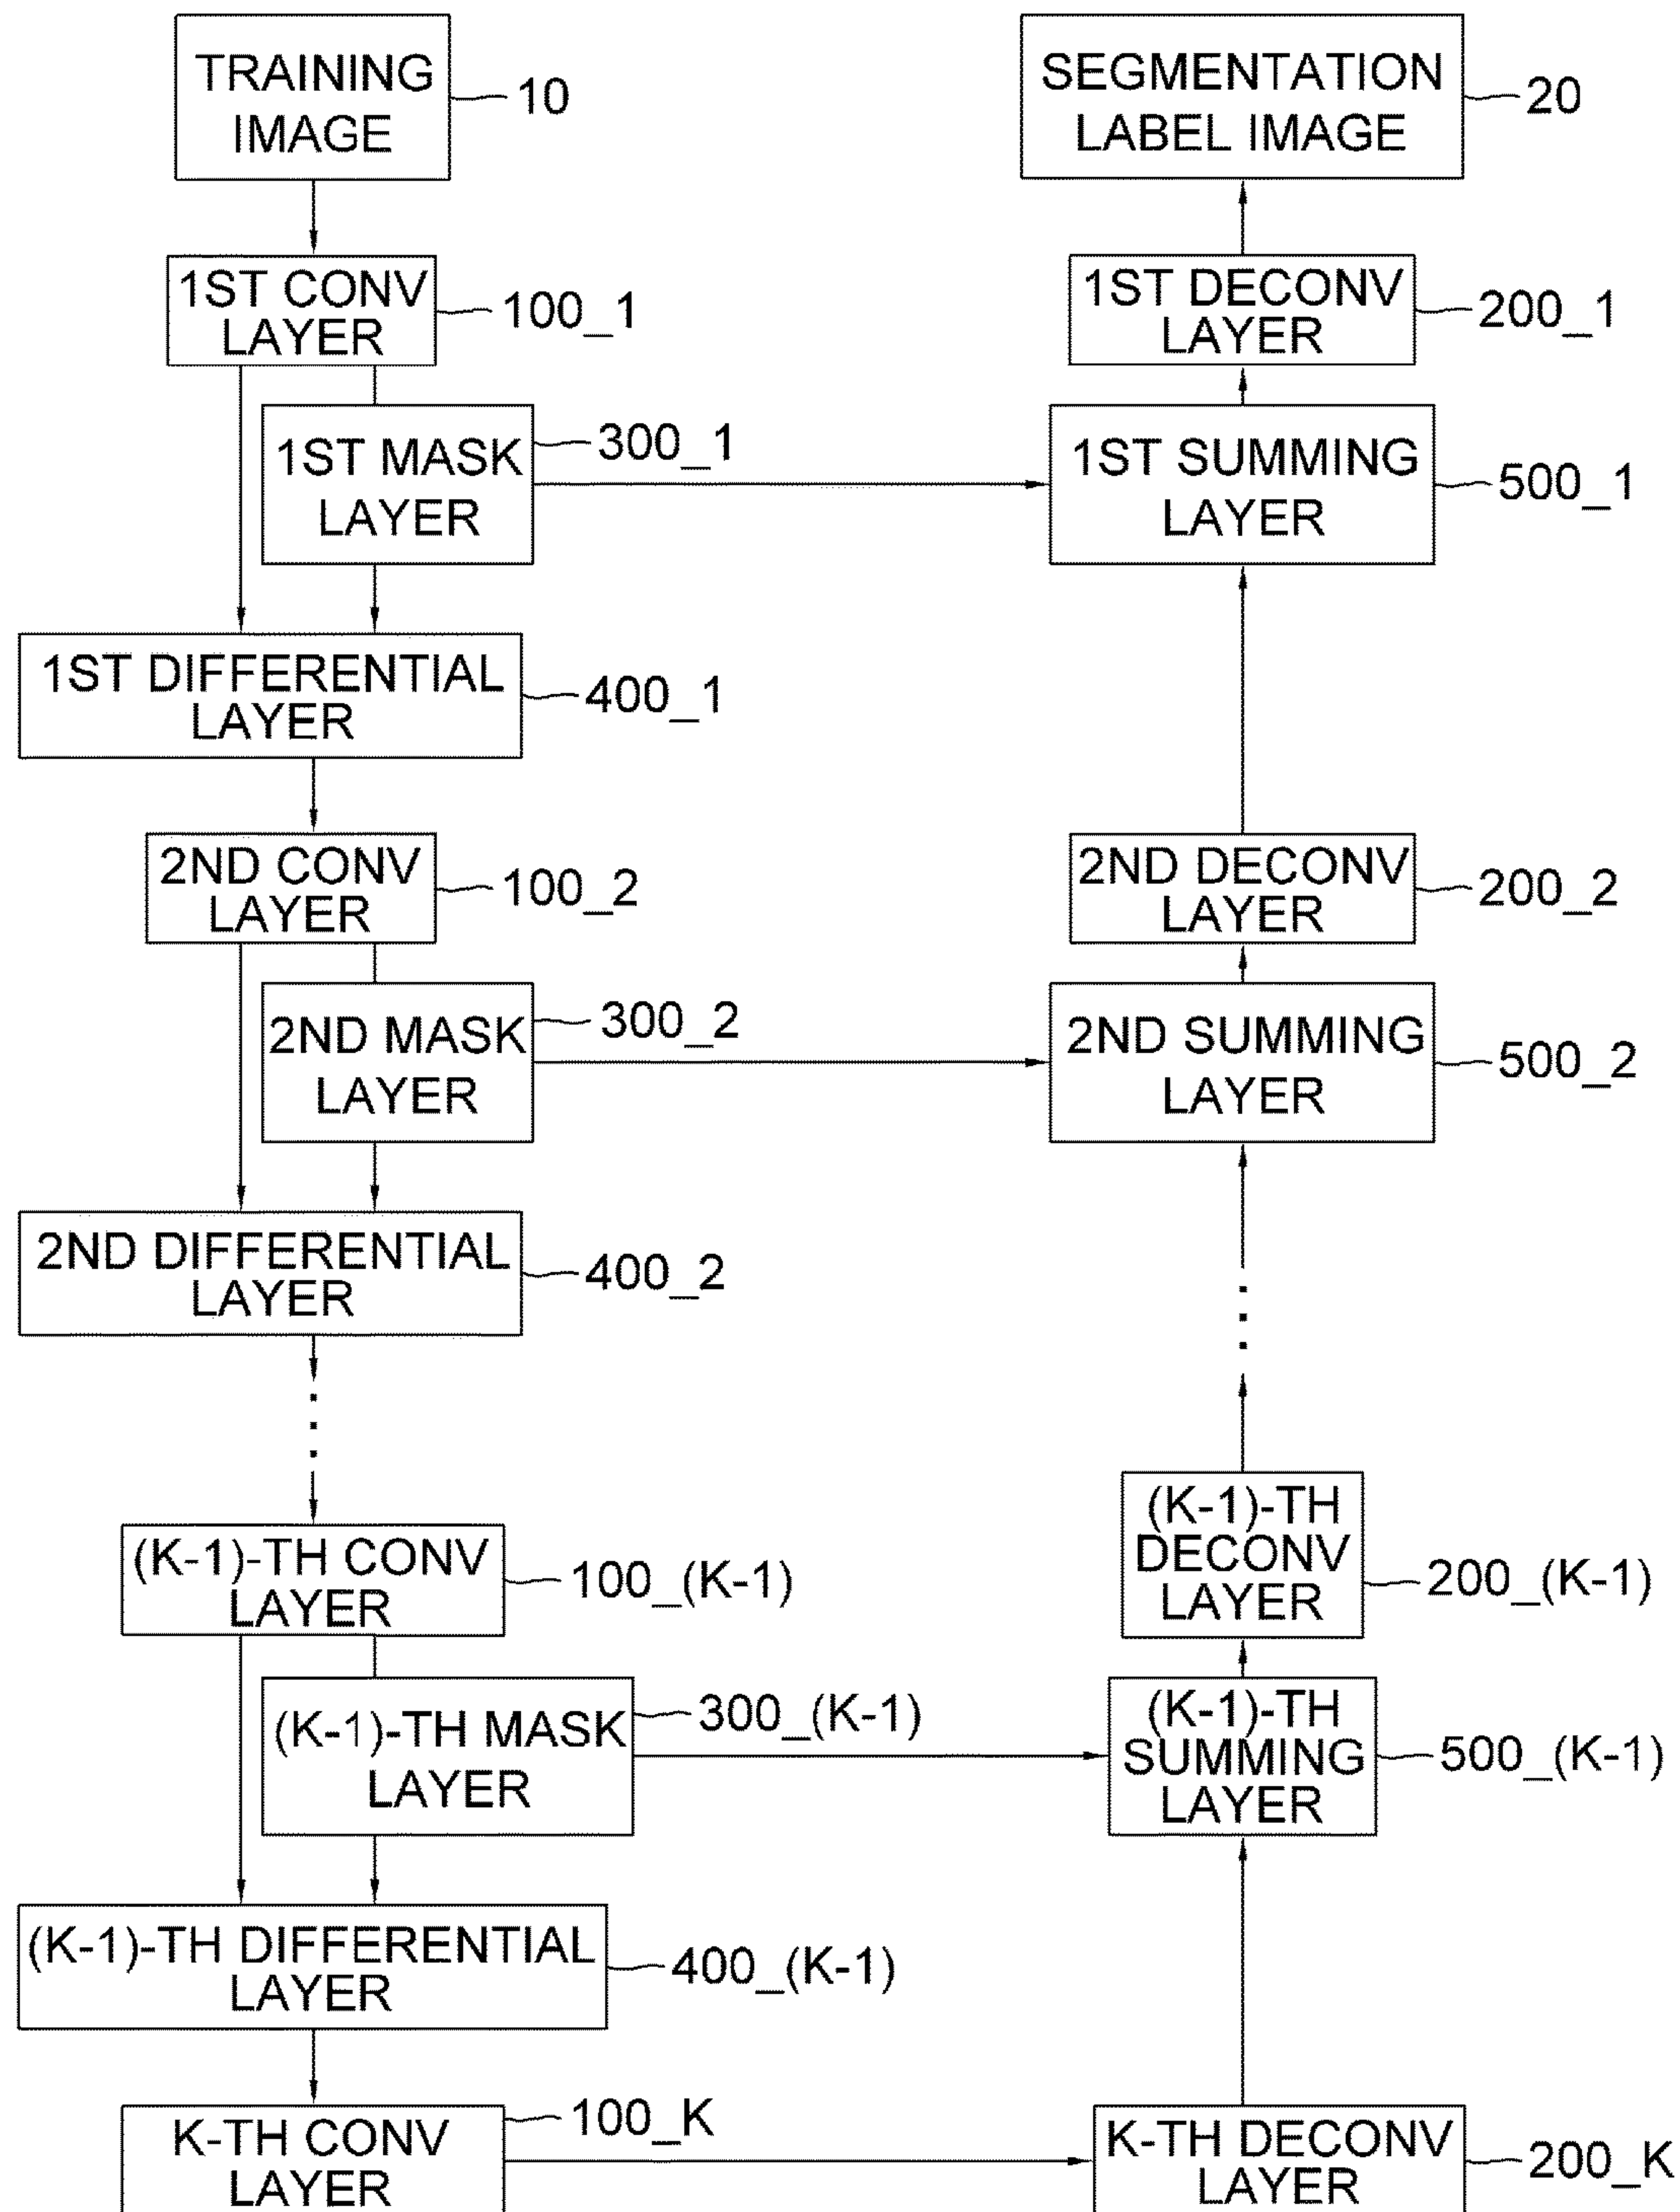 TRAINING
IMAGE
10
1ST CONV
LAYER
100_1
1ST MASK
LAYER
300_1
1ST DIFFERENTIAL
LAYER
400_1
2ND CONV
LAYER
100_2
2ND MASK
LAYER
300_2
2ND DIFFERENTIAL
LAYER
400_2
(K-1)-TH CONV
LAYER
100_(K-1)
(K-1)-TH MASK
LAYER
300_(K-1)
(K-1)-TH DIFFERENTIAL
LAYER
400_(K-1)
K-TH CONV
LAYER
100_K
SEGMENTATION
LABEL IMAGE
20
1ST DECONV
LAYER
200_1
1ST SUMMING
LAYER
500_1
2ND DECONV
LAYER
200_2
2ND SUMMING
LAYER
500_2
(K-1)-TH
DECONV
LAYER
200_(K-1)
(K-1)-TH
SUMMING
LAYER
500_(K-1)
K-TH DECONV
LAYER
200_K